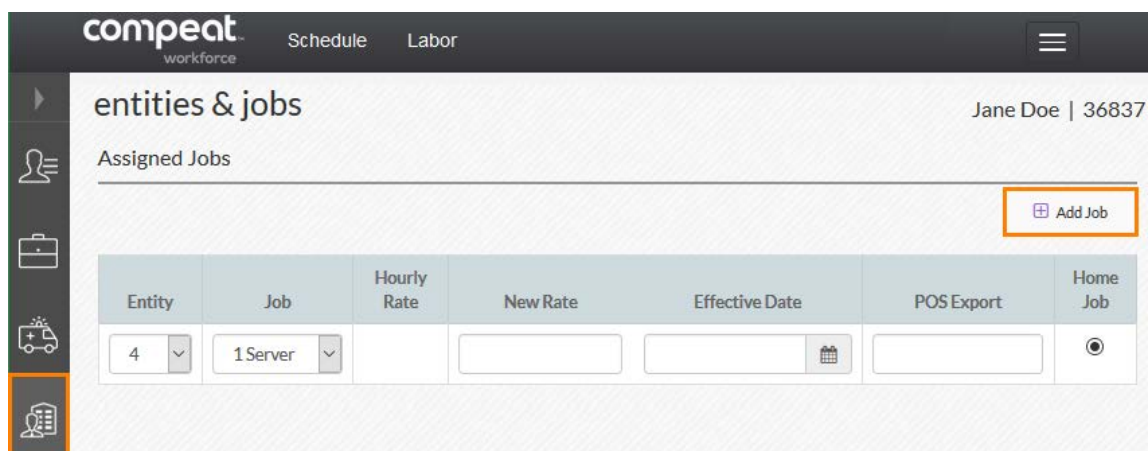 compeat
workforce
Schedule Labor
entities & jobs
Jane Doe | 36837
Assigned Jobs
Add Job
Entity Job Hourly Rate New Rate Effective Date POS Export Home Job
4 1 Server